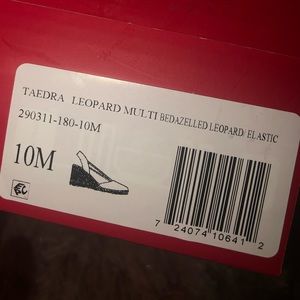 TAEDRA LEOPARD MULTI BEDAZELLED LEOPARD/ ELASTIC
290311-180-10M
10M
7 24074 10641 2